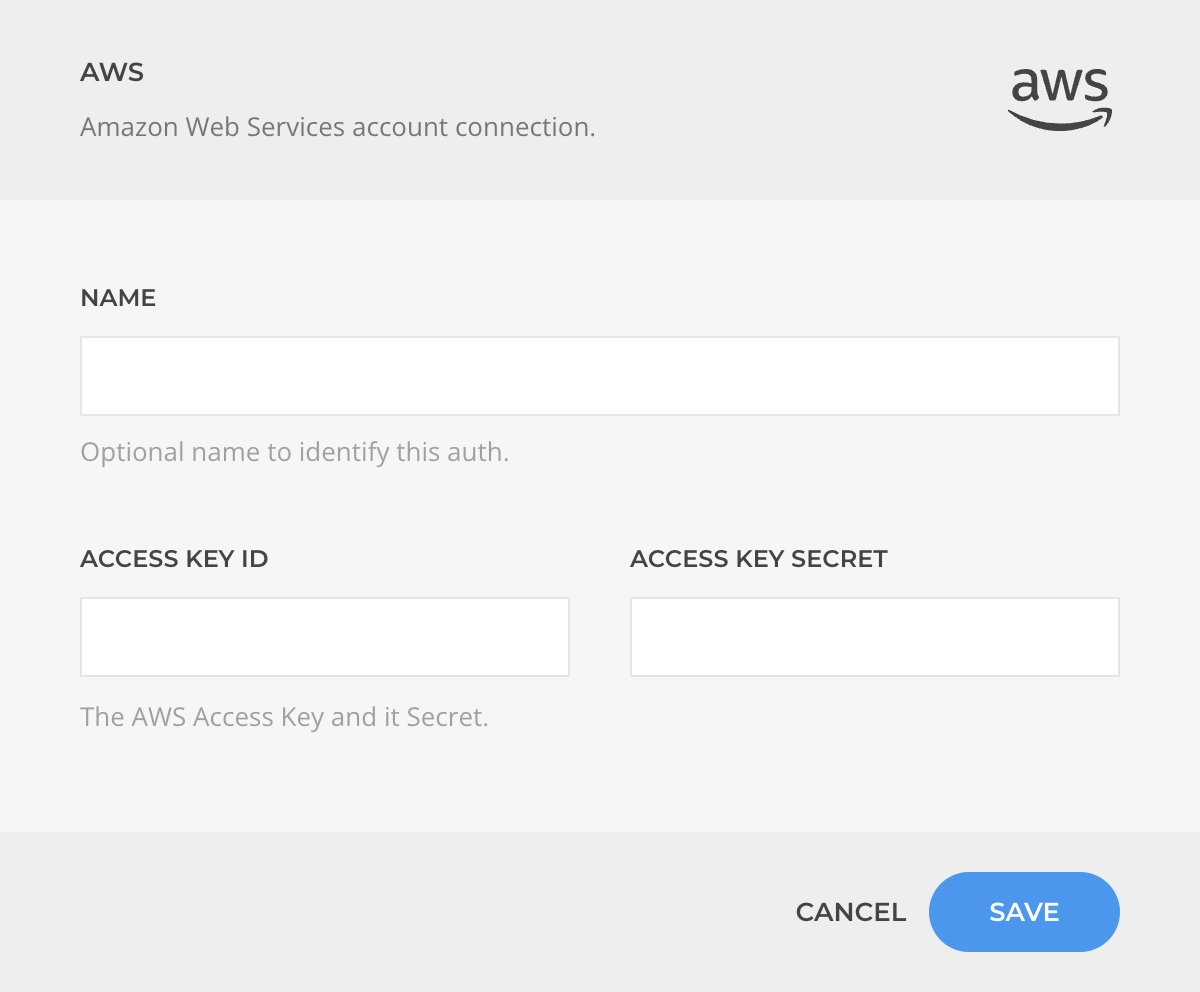 AWS
aws
Amazon Web Services account connection.
NAME
Optional name to identify this auth.
ACCESS KEY ID
ACCESS KEY SECRET
The AWS Access Key and it Secret.
CANCEL
SAVE